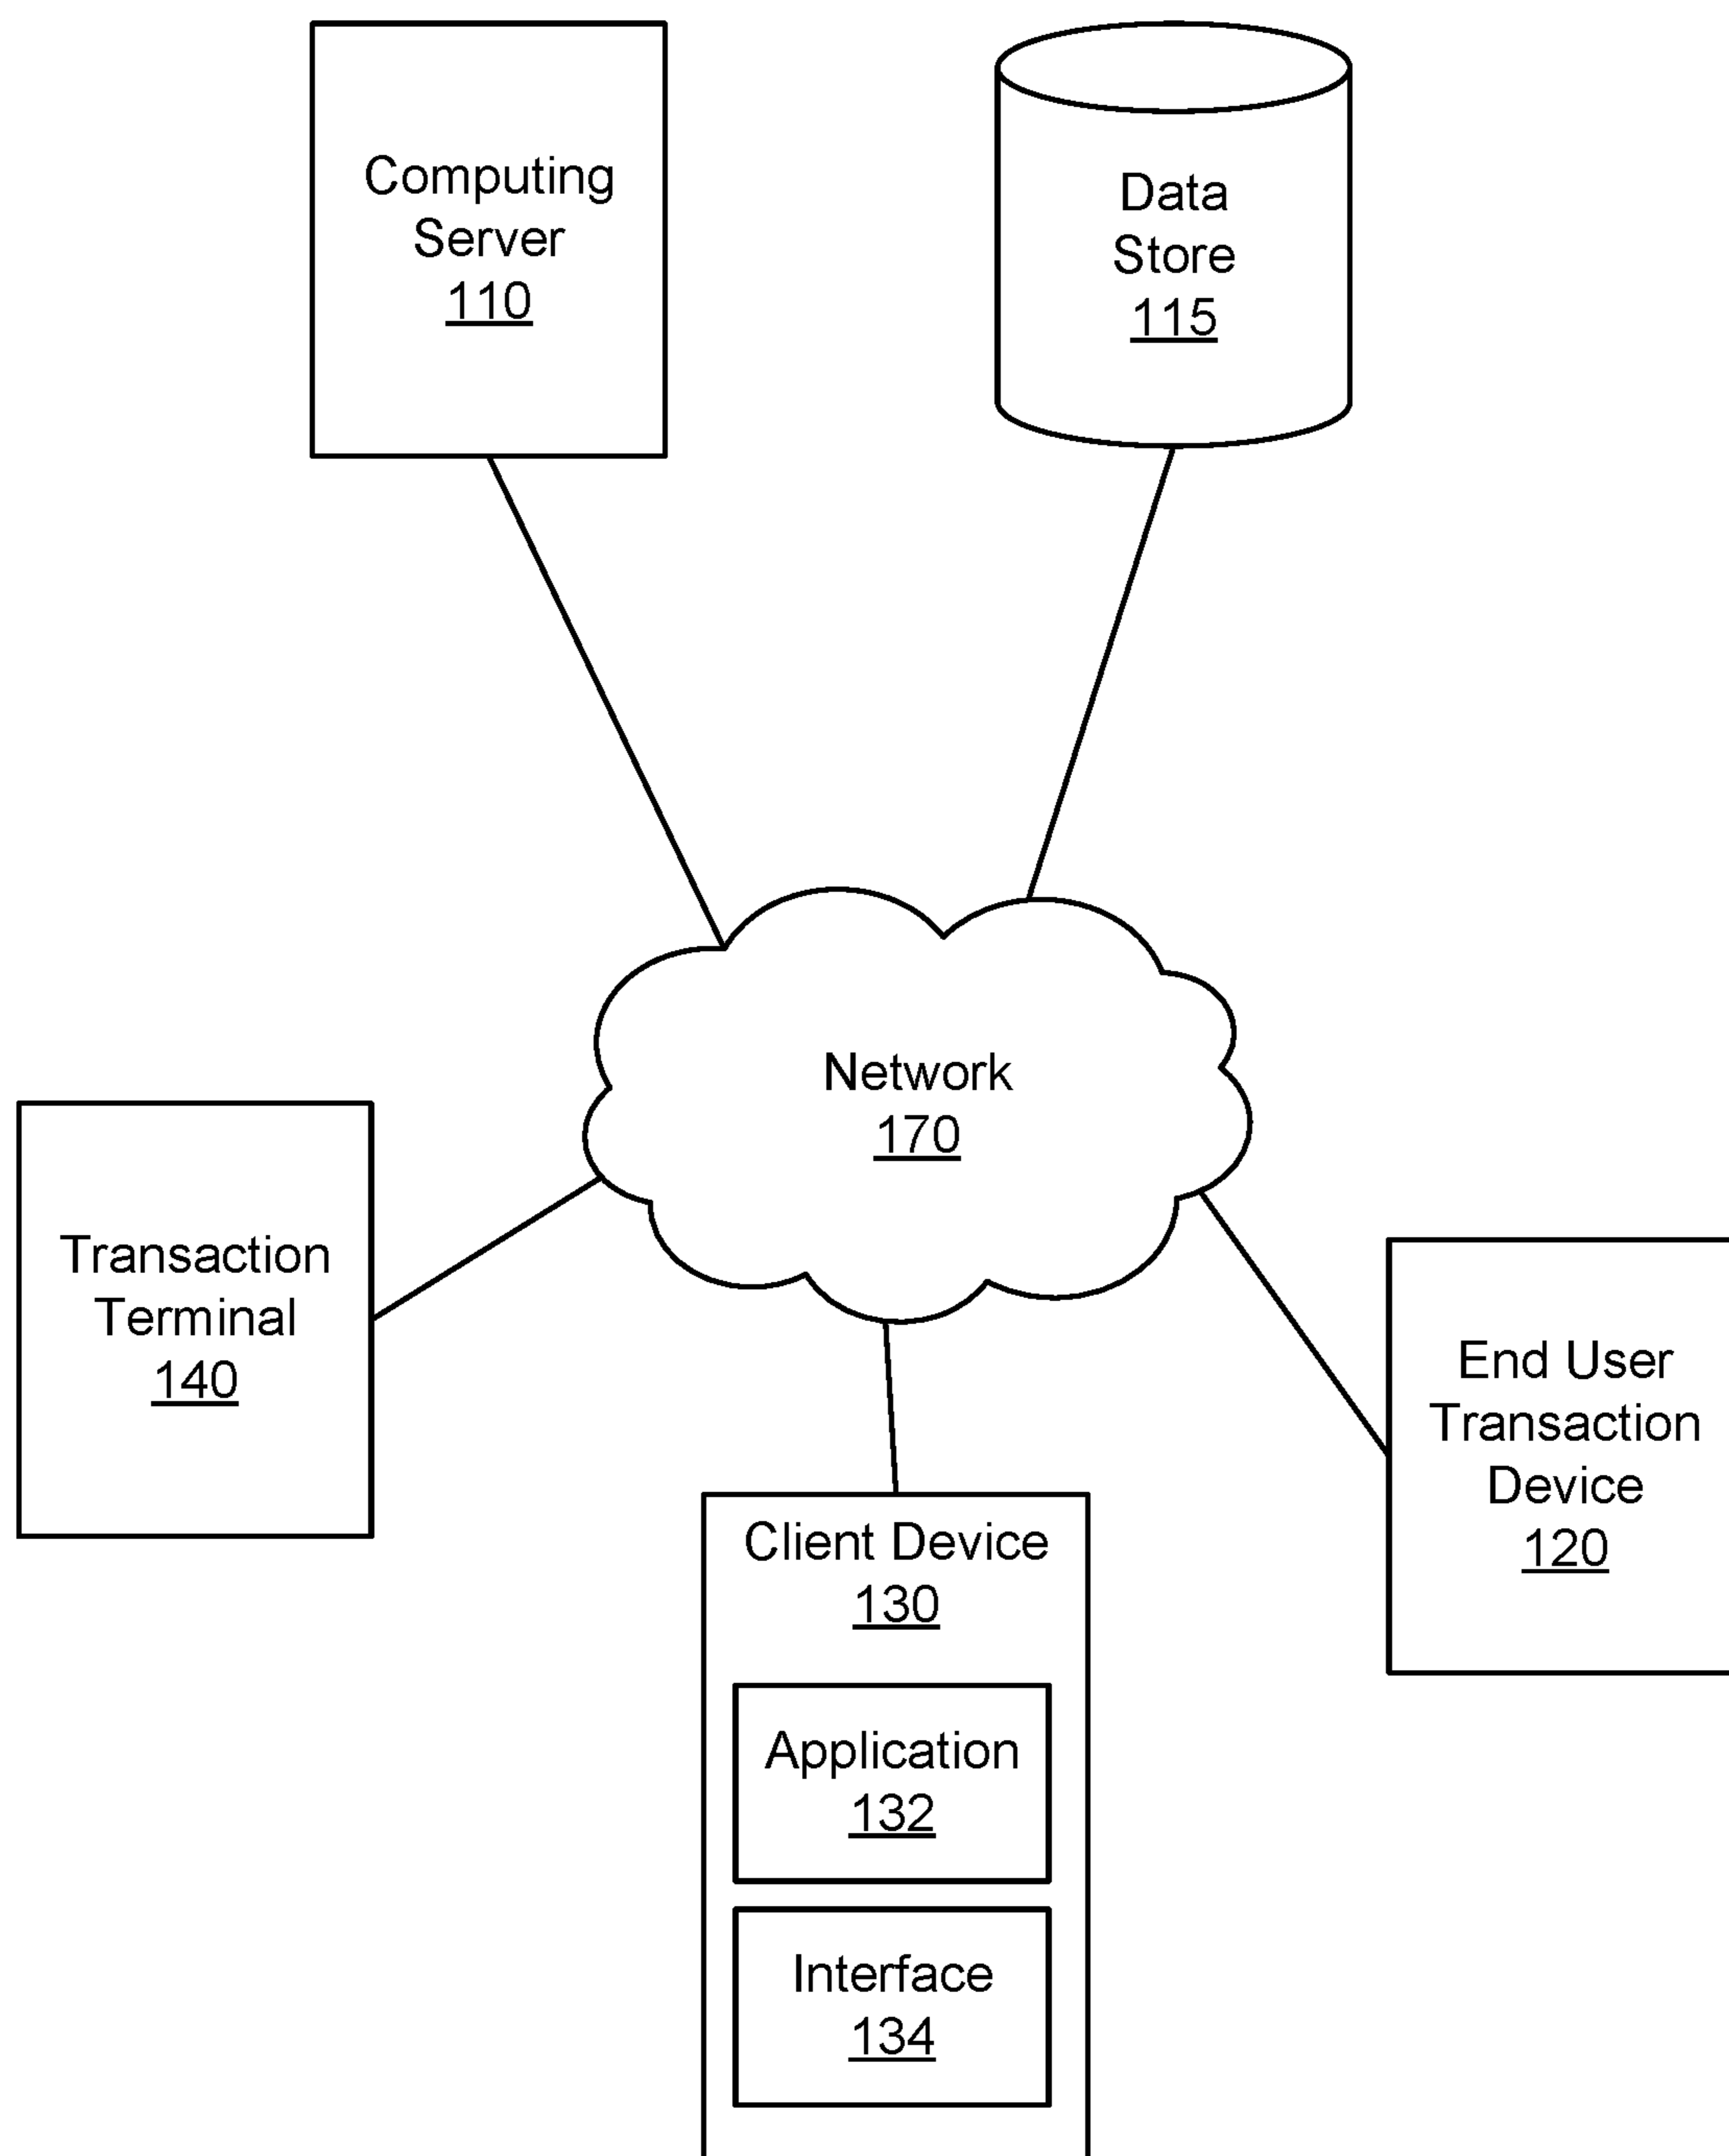 Computing
Server
110
Data
Store
115
Network
170
Transaction
Terminal
140
End User
Transaction
Device
120
Client Device
130
Application
132
Interface
134